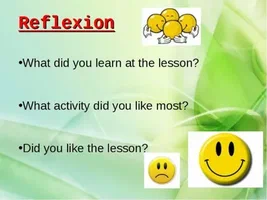 Reflexion
•What did you learn at the lesson?
•What activity did you like most?
•Did you like the lesson?